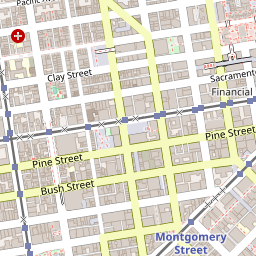 Pacific Av
Clay Street
Sacramento
Financial
Pine Street
Pine Street
Bush Street
Montgomery
Street